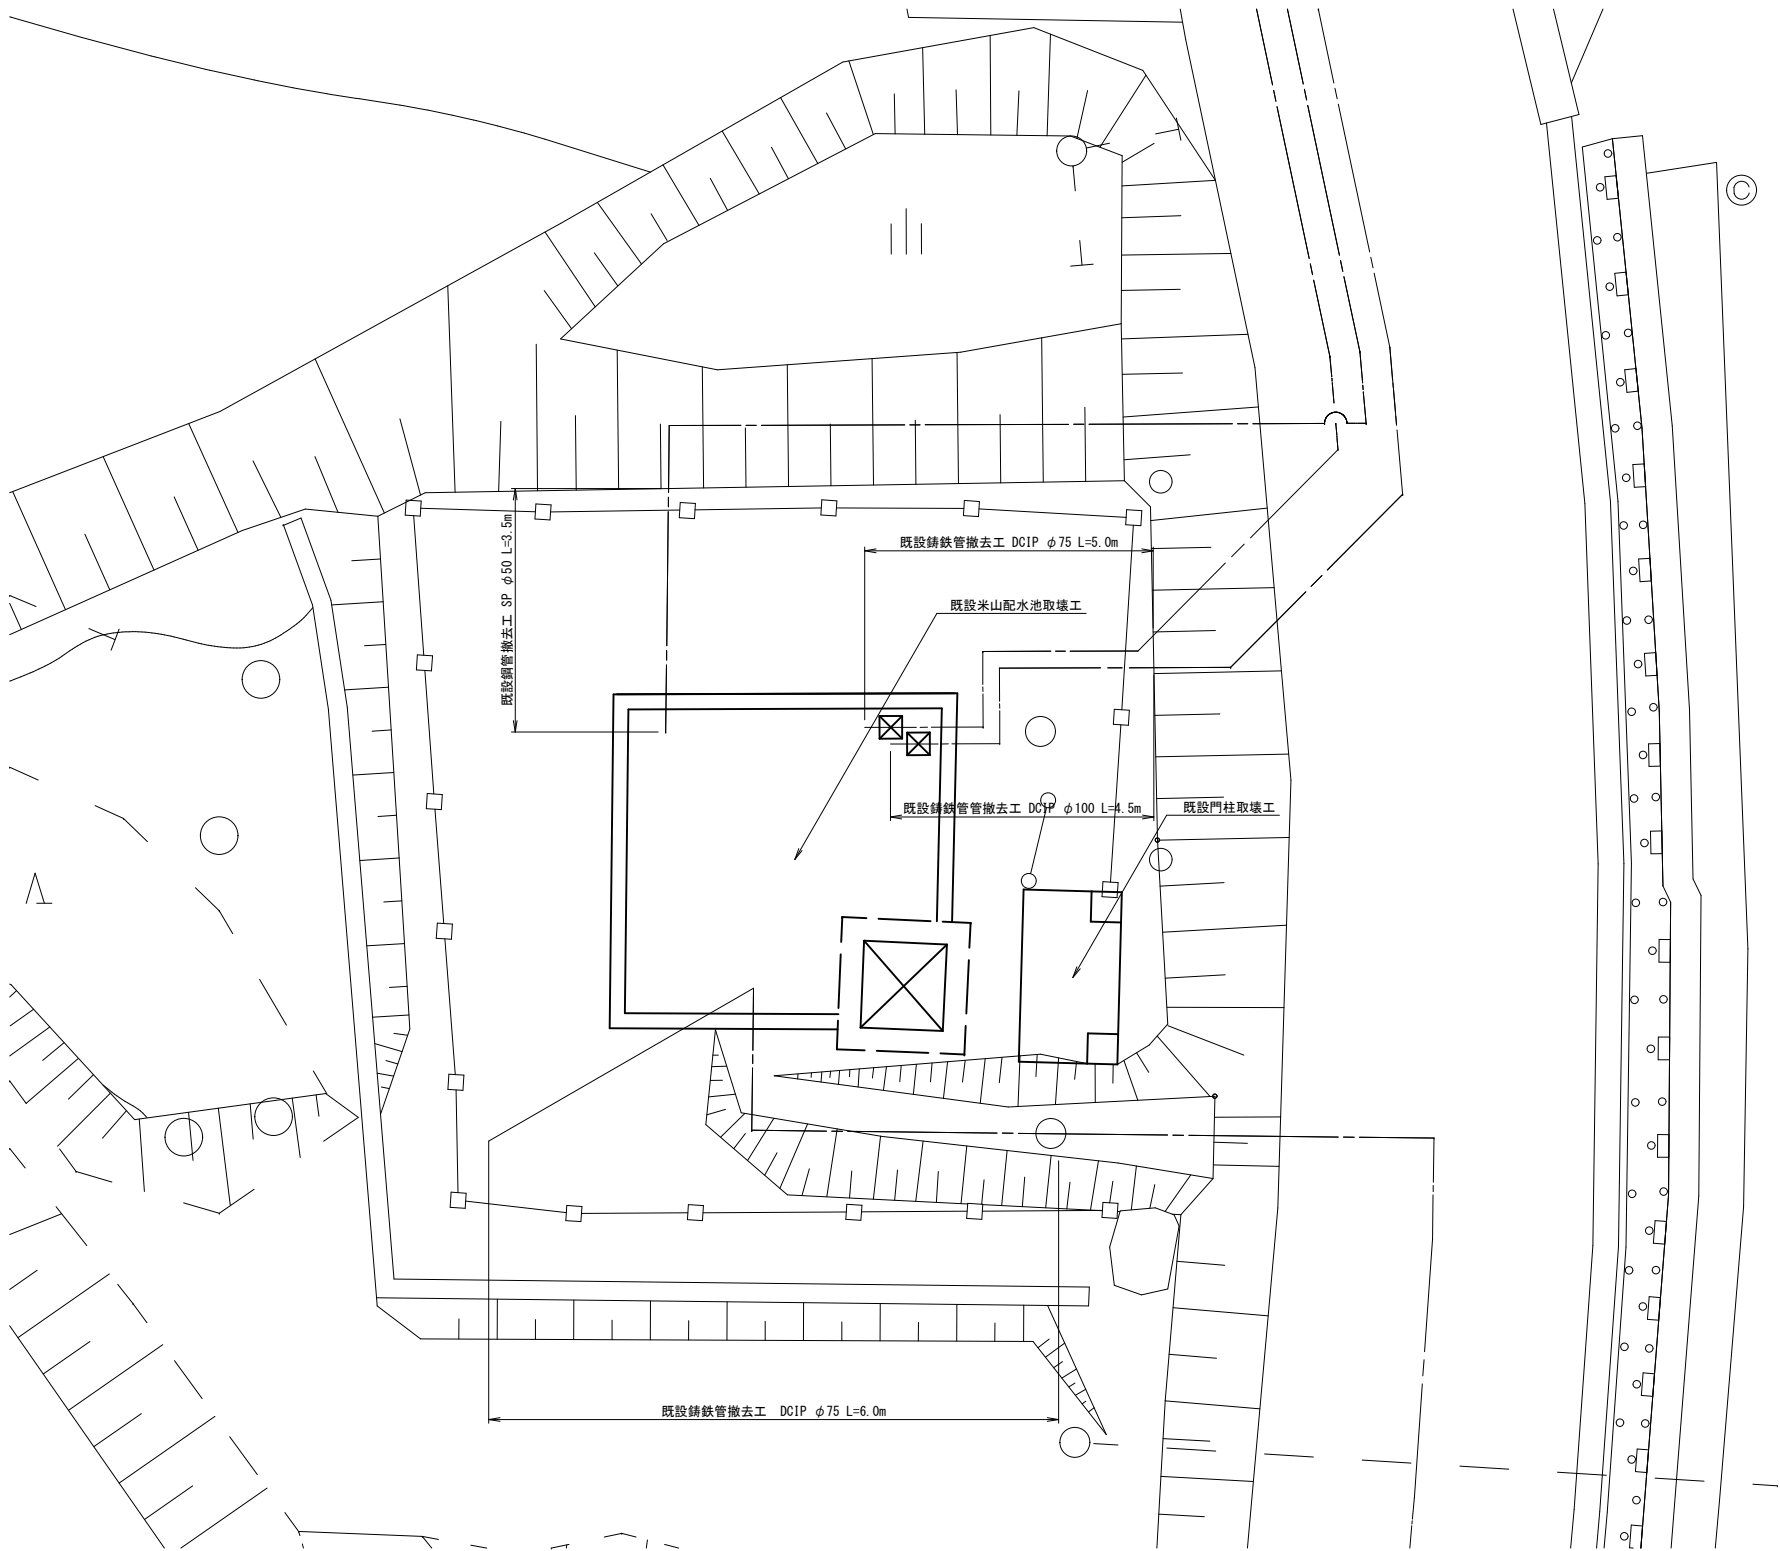 既設鋼管撤去工 SP φ50 L=3.5m
既設鋳鉄管撤去工 DCIP φ75 L=5.0m
既設米山配水池取壊工
既設鋳鉄管管撤去工 DCIP φ100 L=4.5m
既設門柱取壊工
既設鋳鉄管撤去工 DCIP φ75 L=6.0m